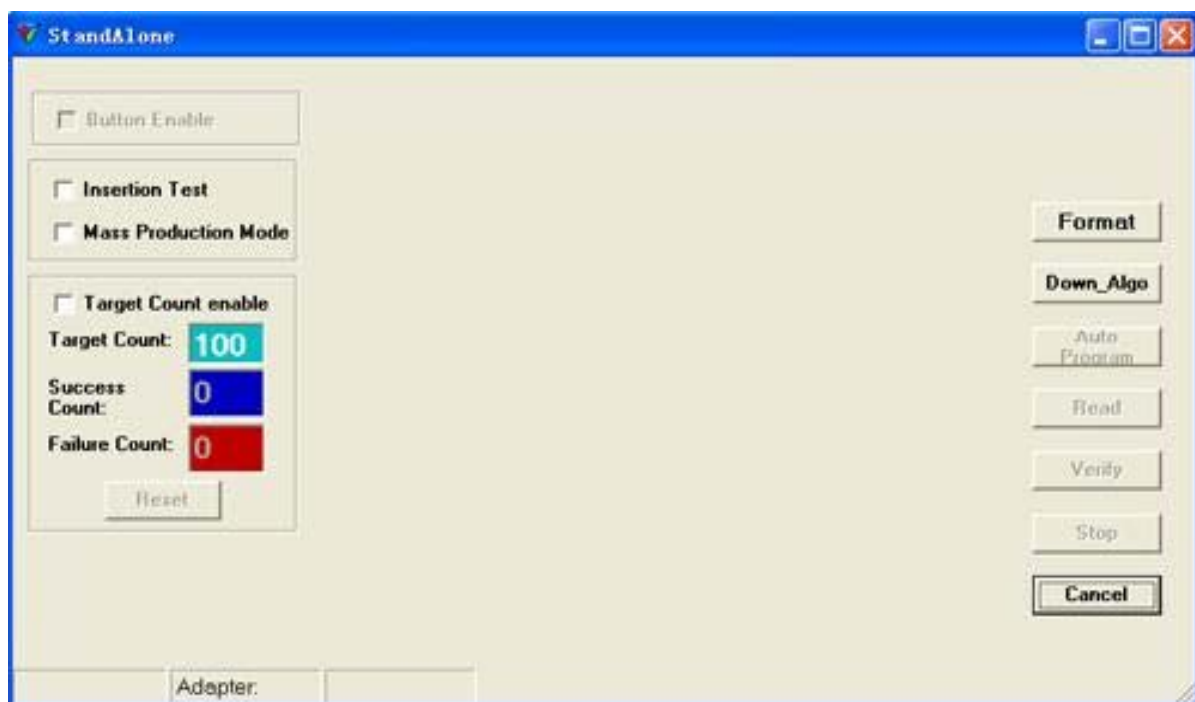 StandAlone
Button Enable
Insertion Test
Mass Production Mode
Target Count enable
Target Count: 100
Success
Count: 0
Failure Count: 0
Reset
Format
Down_Algo
Auto
Program
Read
Verify
Stop
Cancel
Adapter: